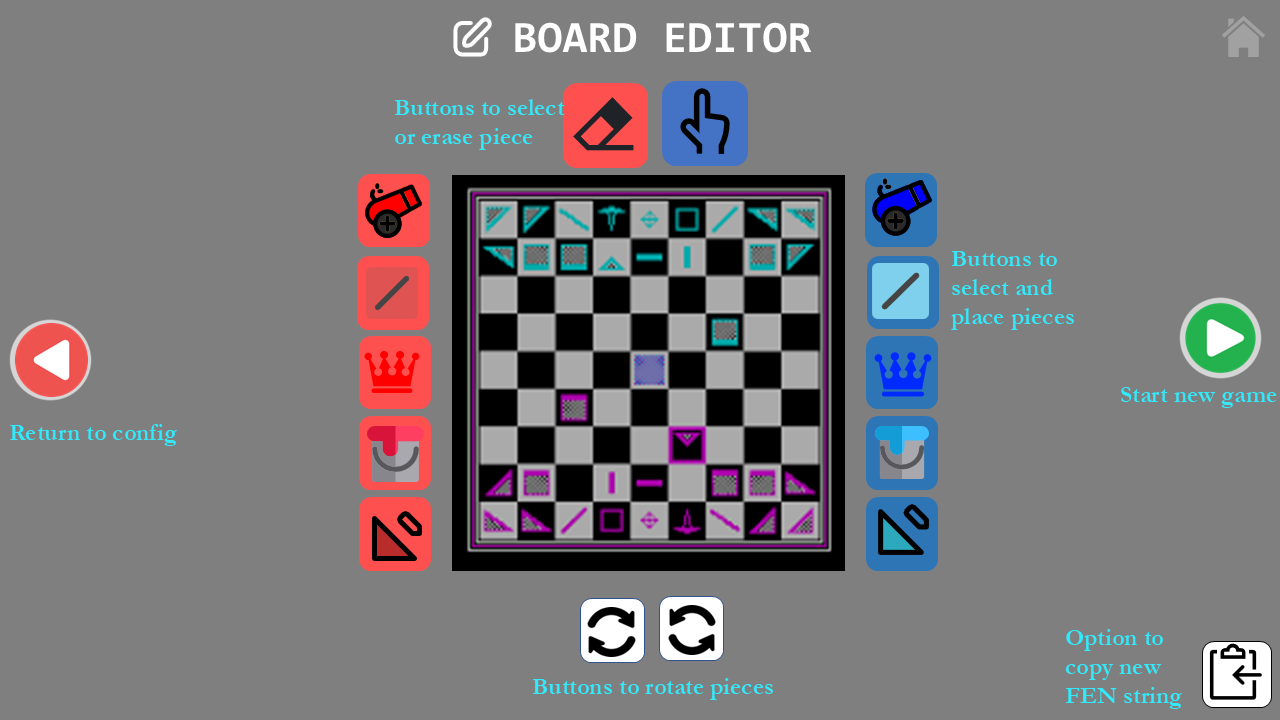 BOARD EDITOR
Buttons to select
or erase piece
Buttons to
select and
place pieces
Return to config
Start new game
Buttons to rotate pieces
Option to
copy new
FEN string